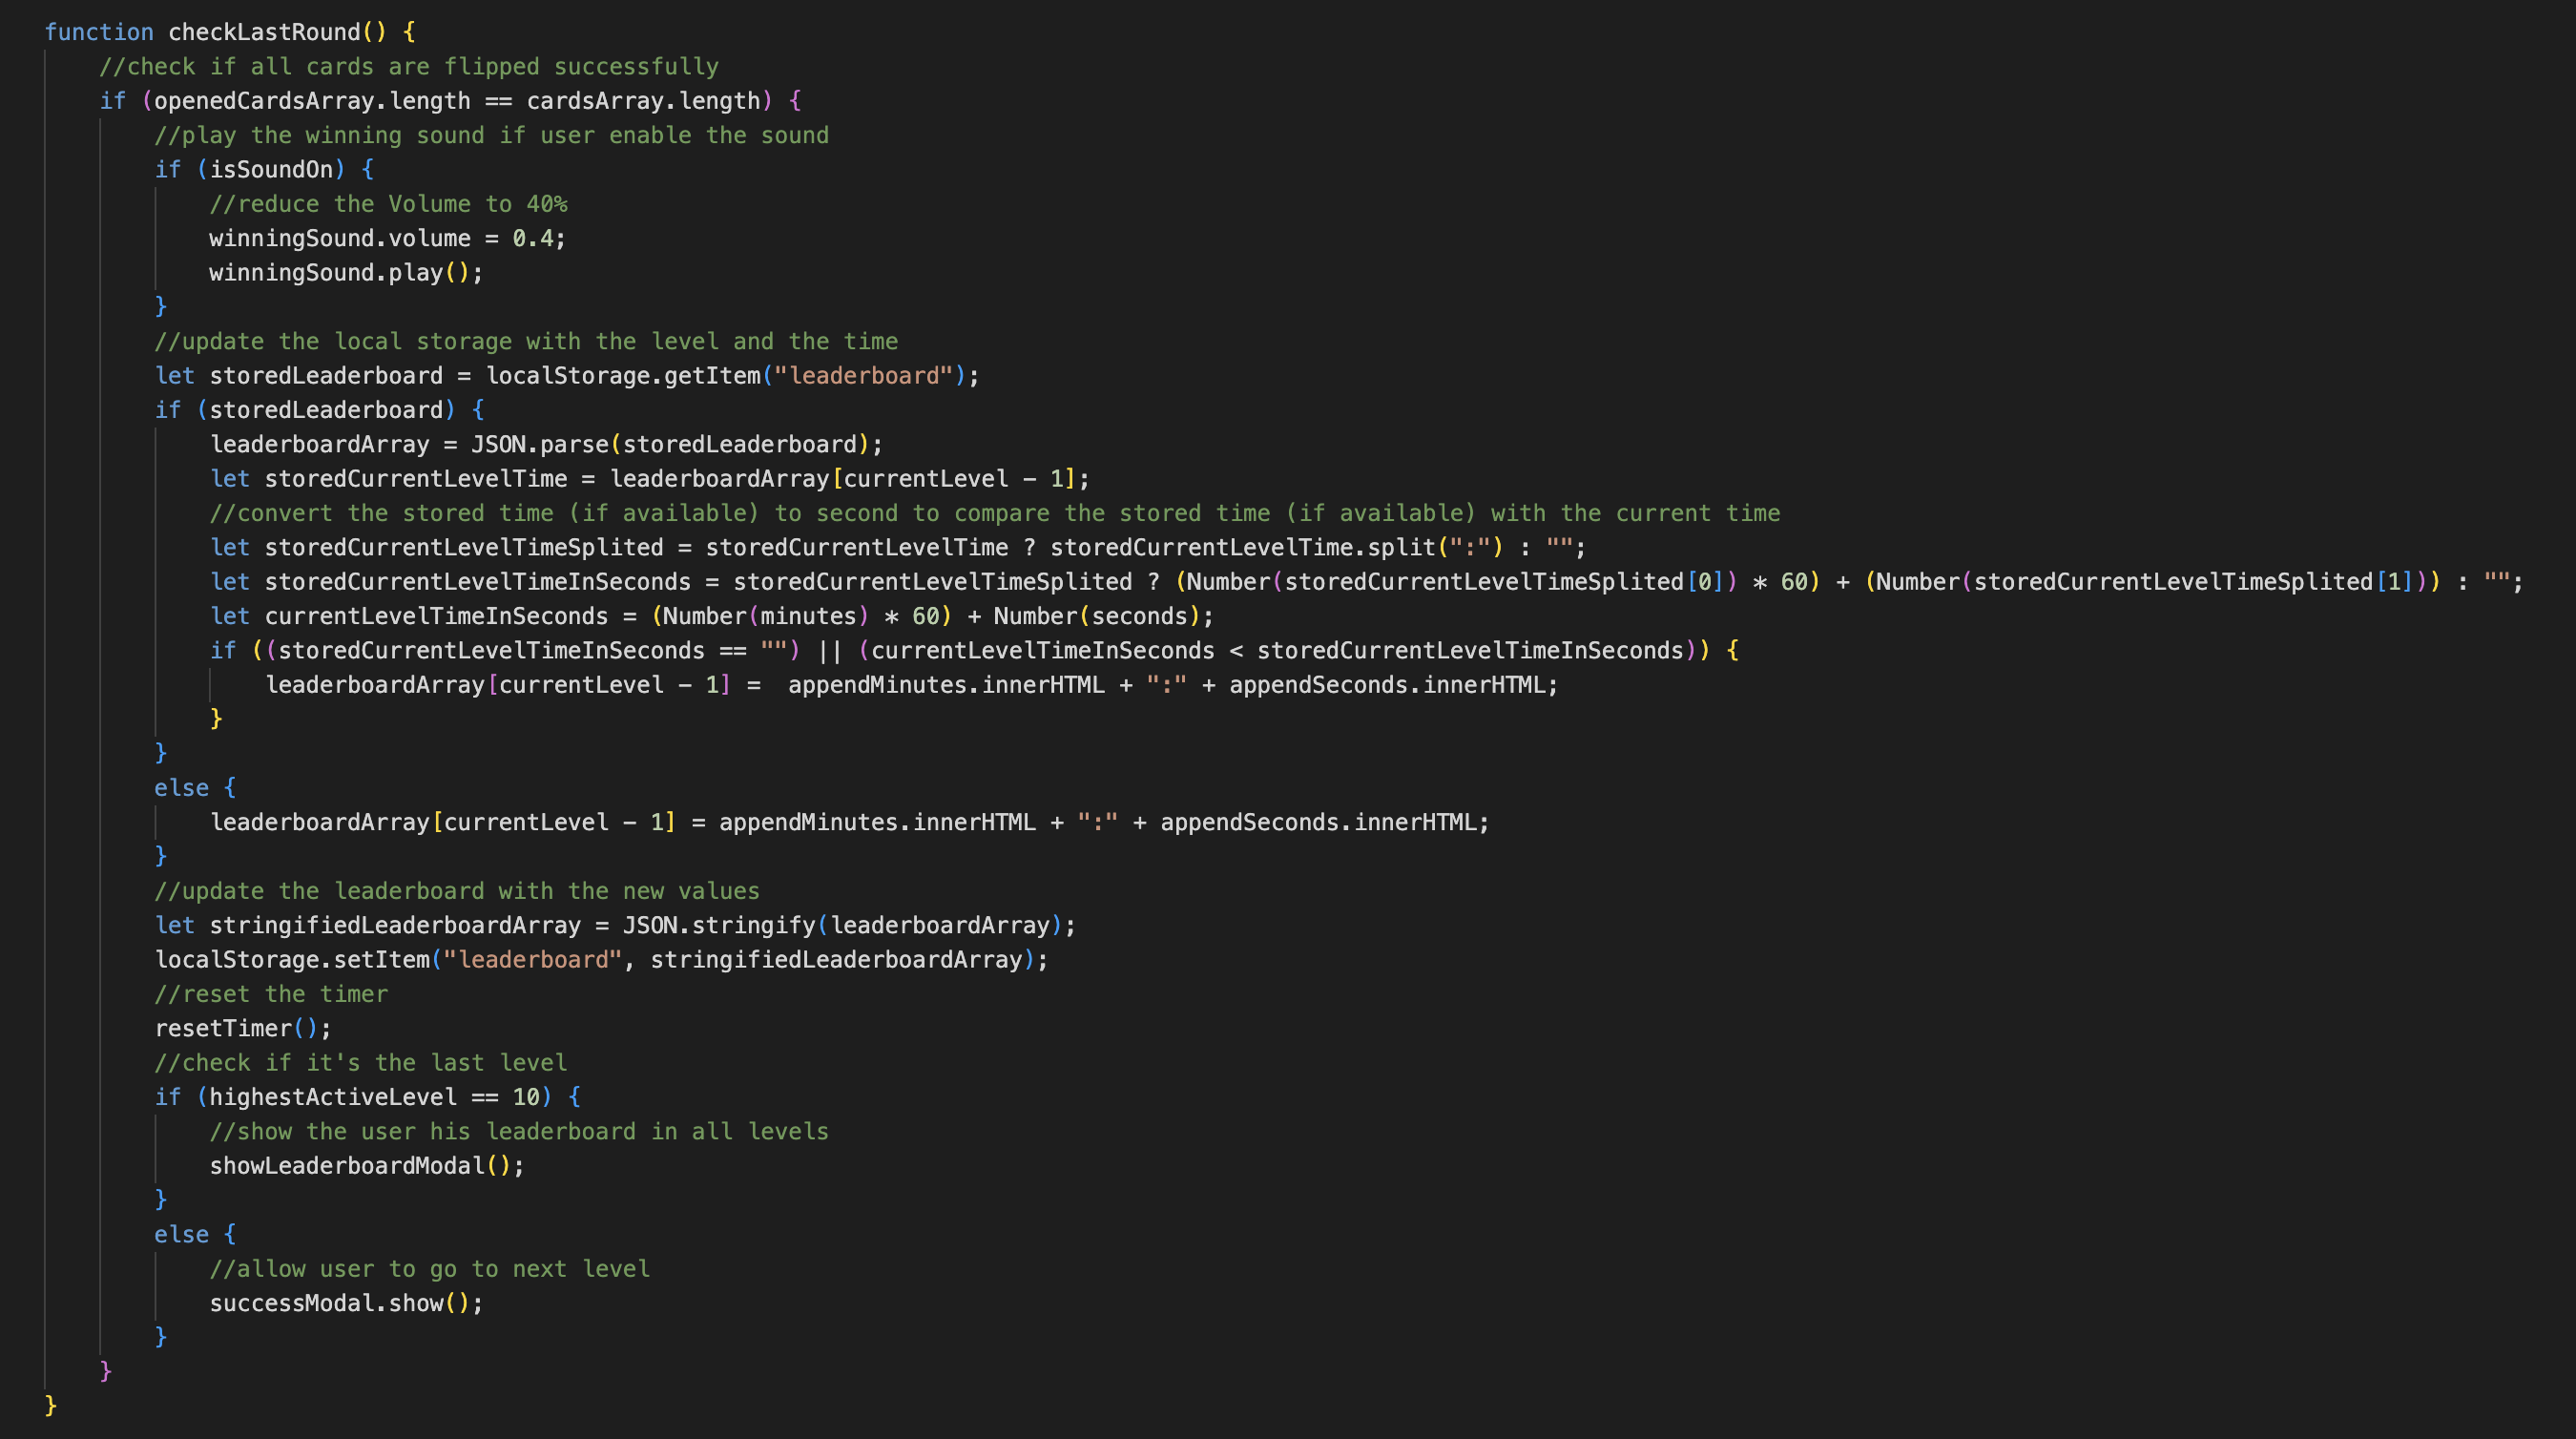 function checkLastRound() {
    //check if all cards are flipped successfully
    if (openedCardsArray.length == cardsArray.length) {
        //play the winning sound if user enable the sound
        if (isSoundOn) {
            //reduce the Volume to 40%
            winningSound.volume = 0.4;
            winningSound.play();
        }
        //update the local storage with the level and the time
        let storedLeaderboard = localStorage.getItem("leaderboard");
        if (storedLeaderboard) {
            leaderboardArray = JSON.parse(storedLeaderboard);
            let storedCurrentLevelTime = leaderboardArray[currentLevel - 1];
            //convert the stored time (if available) to second to compare the stored time (if available) with the current time
            let storedCurrentLevelTimeSplited = storedCurrentLevelTime ? storedCurrentLevelTime.split(":") : "";
            let storedCurrentLevelTimeInSeconds = storedCurrentLevelTimeSplited ? (Number(storedCurrentLevelTimeSplited[0]) * 60) + (Number(storedCurrentLevelTimeSplited[1])) : "";
            let currentLevelTimeInSeconds = (Number(minutes) * 60) + Number(seconds);
            if ((storedCurrentLevelTimeInSeconds == "") || (currentLevelTimeInSeconds < storedCurrentLevelTimeInSeconds)) {
                leaderboardArray[currentLevel - 1] =  appendMinutes.innerHTML + ":" + appendSeconds.innerHTML;
            }
        }
        else {
            leaderboardArray[currentLevel - 1] = appendMinutes.innerHTML + ":" + appendSeconds.innerHTML;
        }
        //update the leaderboard with the new values
        let stringifiedLeaderboardArray = JSON.stringify(leaderboardArray);
        localStorage.setItem("leaderboard", stringifiedLeaderboardArray);
        //reset the timer
        resetTimer();
        //check if it's the last level
        if (highestActiveLevel == 10) {
            //show the user his leaderboard in all levels
            showLeaderboardModal();
        }
        else {
            //allow user to go to next level
            successModal.show();
        }
    }
}